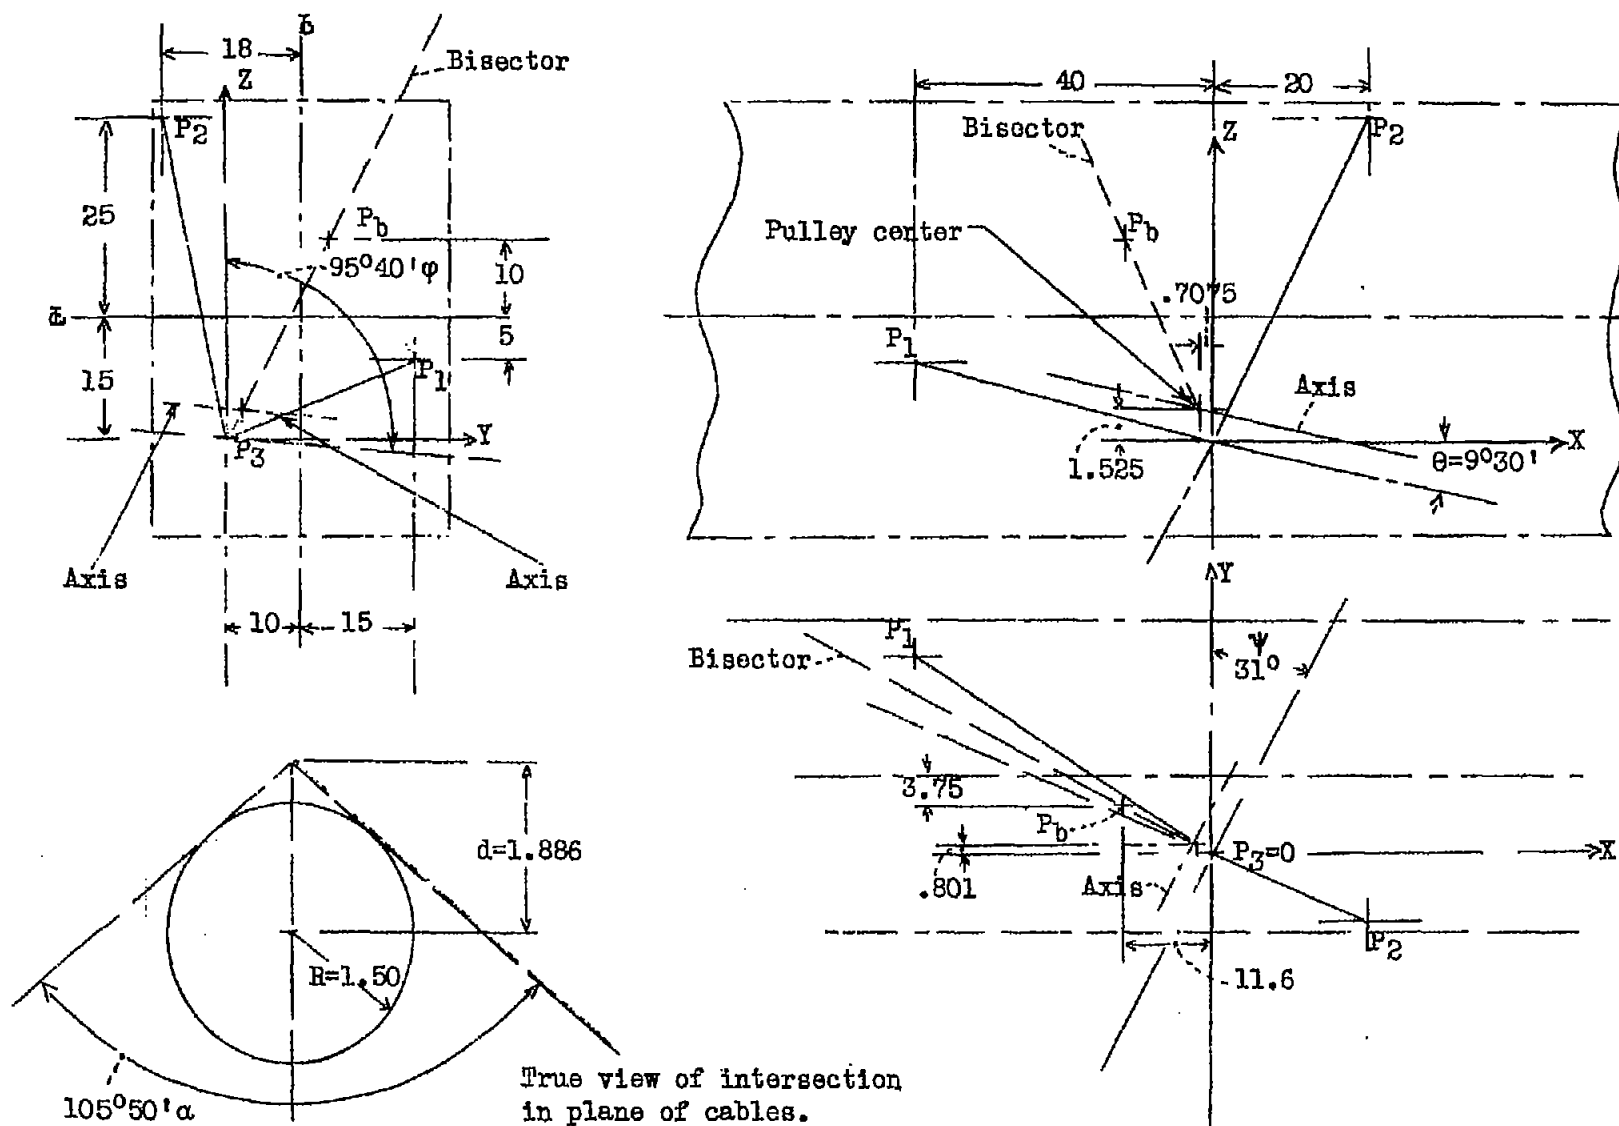 18
℄
Z
Bisector
P2
25
Pb
95°40'φ
10
℄
5
15
P1
Y
P3
Axis
Axis
10
15
40
20
Bisector
Z
P2
Pb
Pulley center
.7075
P1
Axis
X
1.525
θ=9°30'
Y
P1
Ψ
31°
Bisector
3.75
Pb
P3=0
X
.801
Axis
P2
11.6
d=1.886
R=1.50
105°50'α
True view of intersection
in plane of cables.